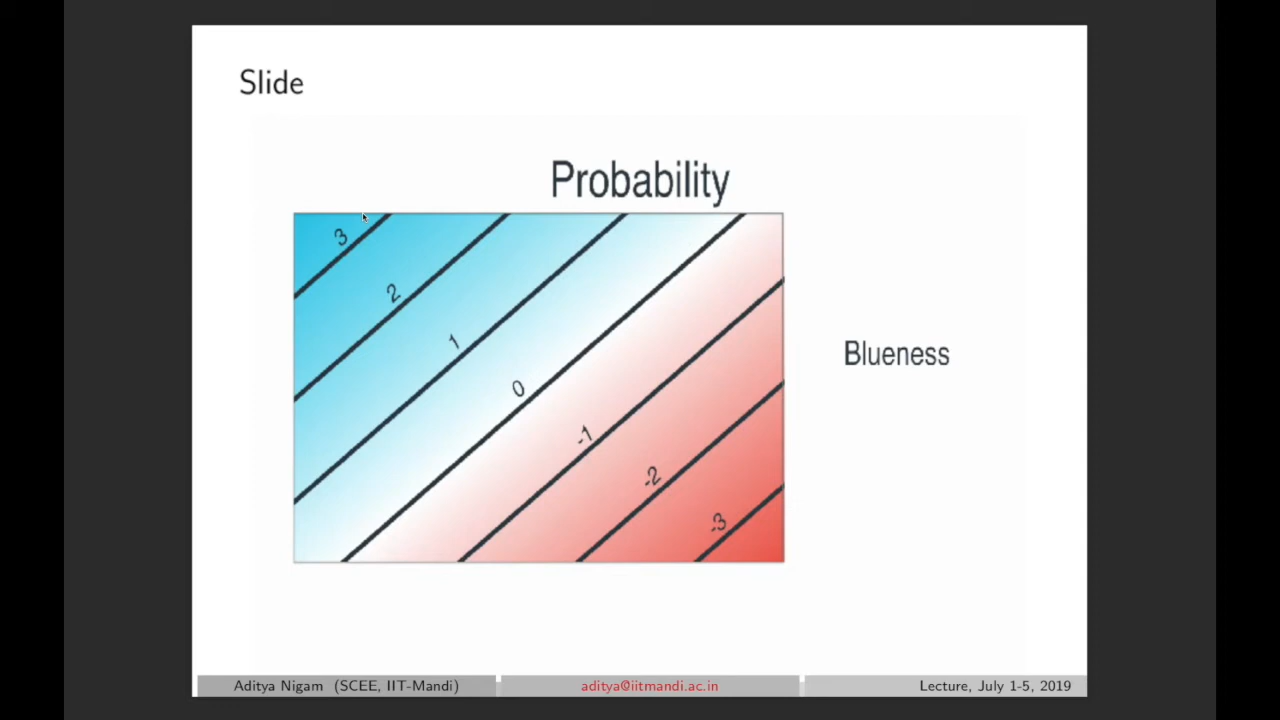 Slide
Probability
3
2
1
0
-1
-2
-3
Blueness
Aditya Nigam (SCEE, IIT-Mandi)
aditya@iitmandi.ac.in
Lecture, July 1-5, 2019